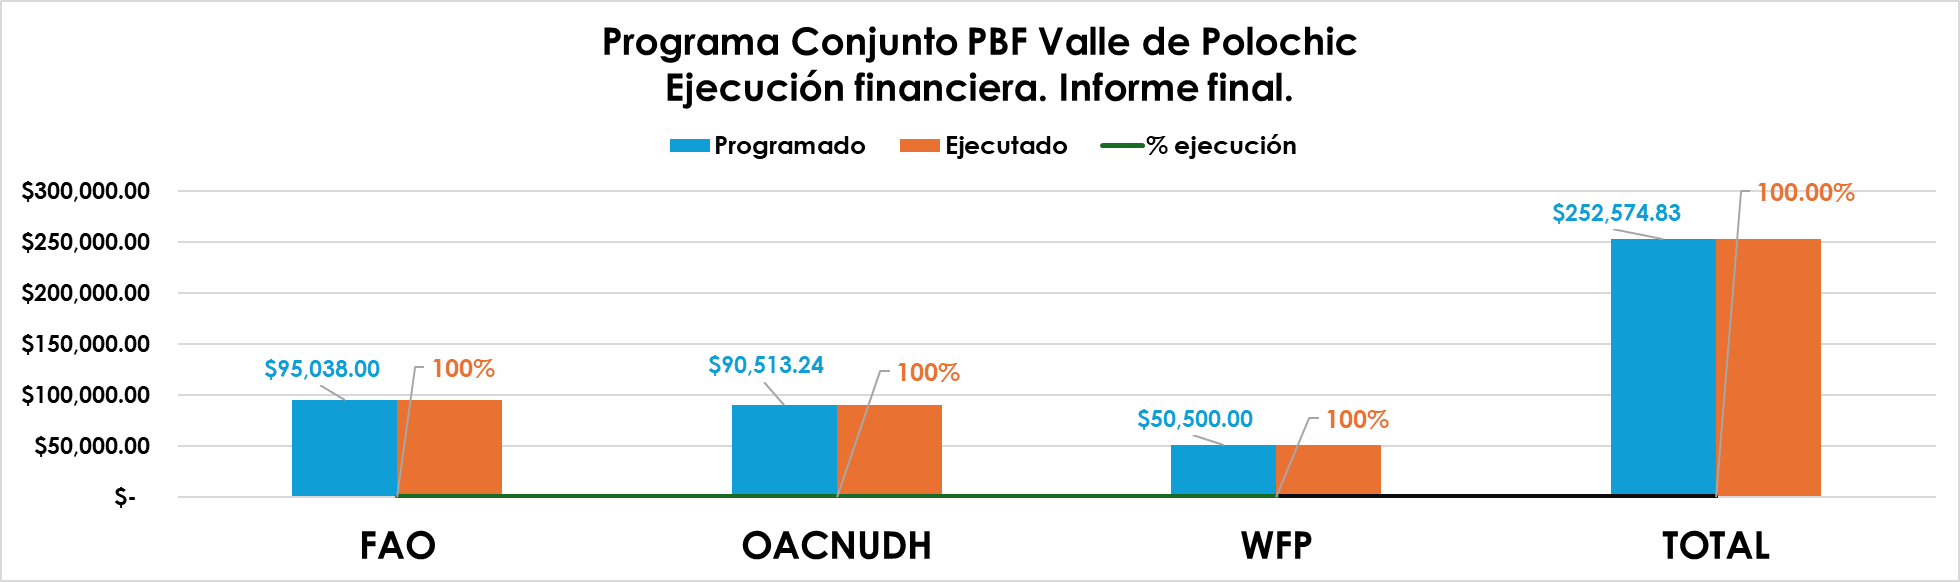 Programa Conjunto PBF Valle de Polochic
Ejecución financiera. Informe final.
Programado Ejecutado % ejecución
$300,000.00
$250,000.00
$200,000.00
$150,000.00
$100,000.00
$50,000.00
$-
$95,038.00 100%
$90,513.24 100%
$50,500.00 100%
$252,574.83 100.00%
FAO OACNUDH WFP TOTAL